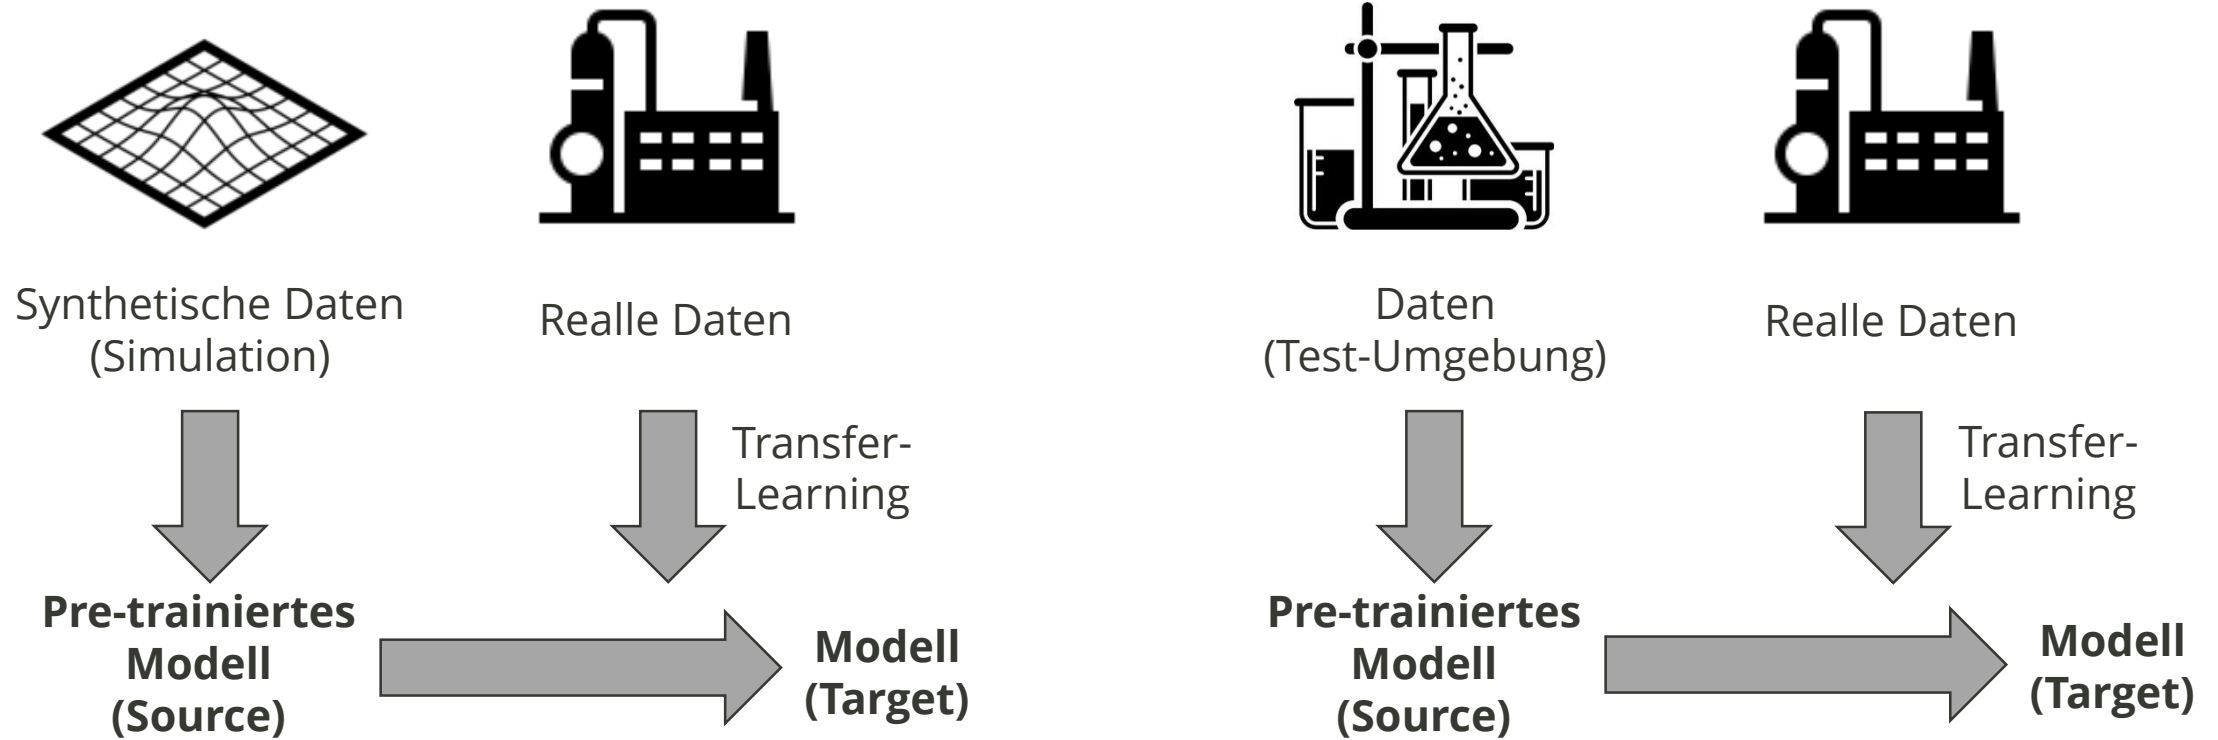 Synthetische Daten
(Simulation)
Realle Daten
Transfer-
Learning
Pre-trainiertes
Modell
(Source)
Modell
(Target)
Daten
(Test-Umgebung)
Realle Daten
Transfer-
Learning
Pre-trainiertes
Modell
(Source)
Modell
(Target)